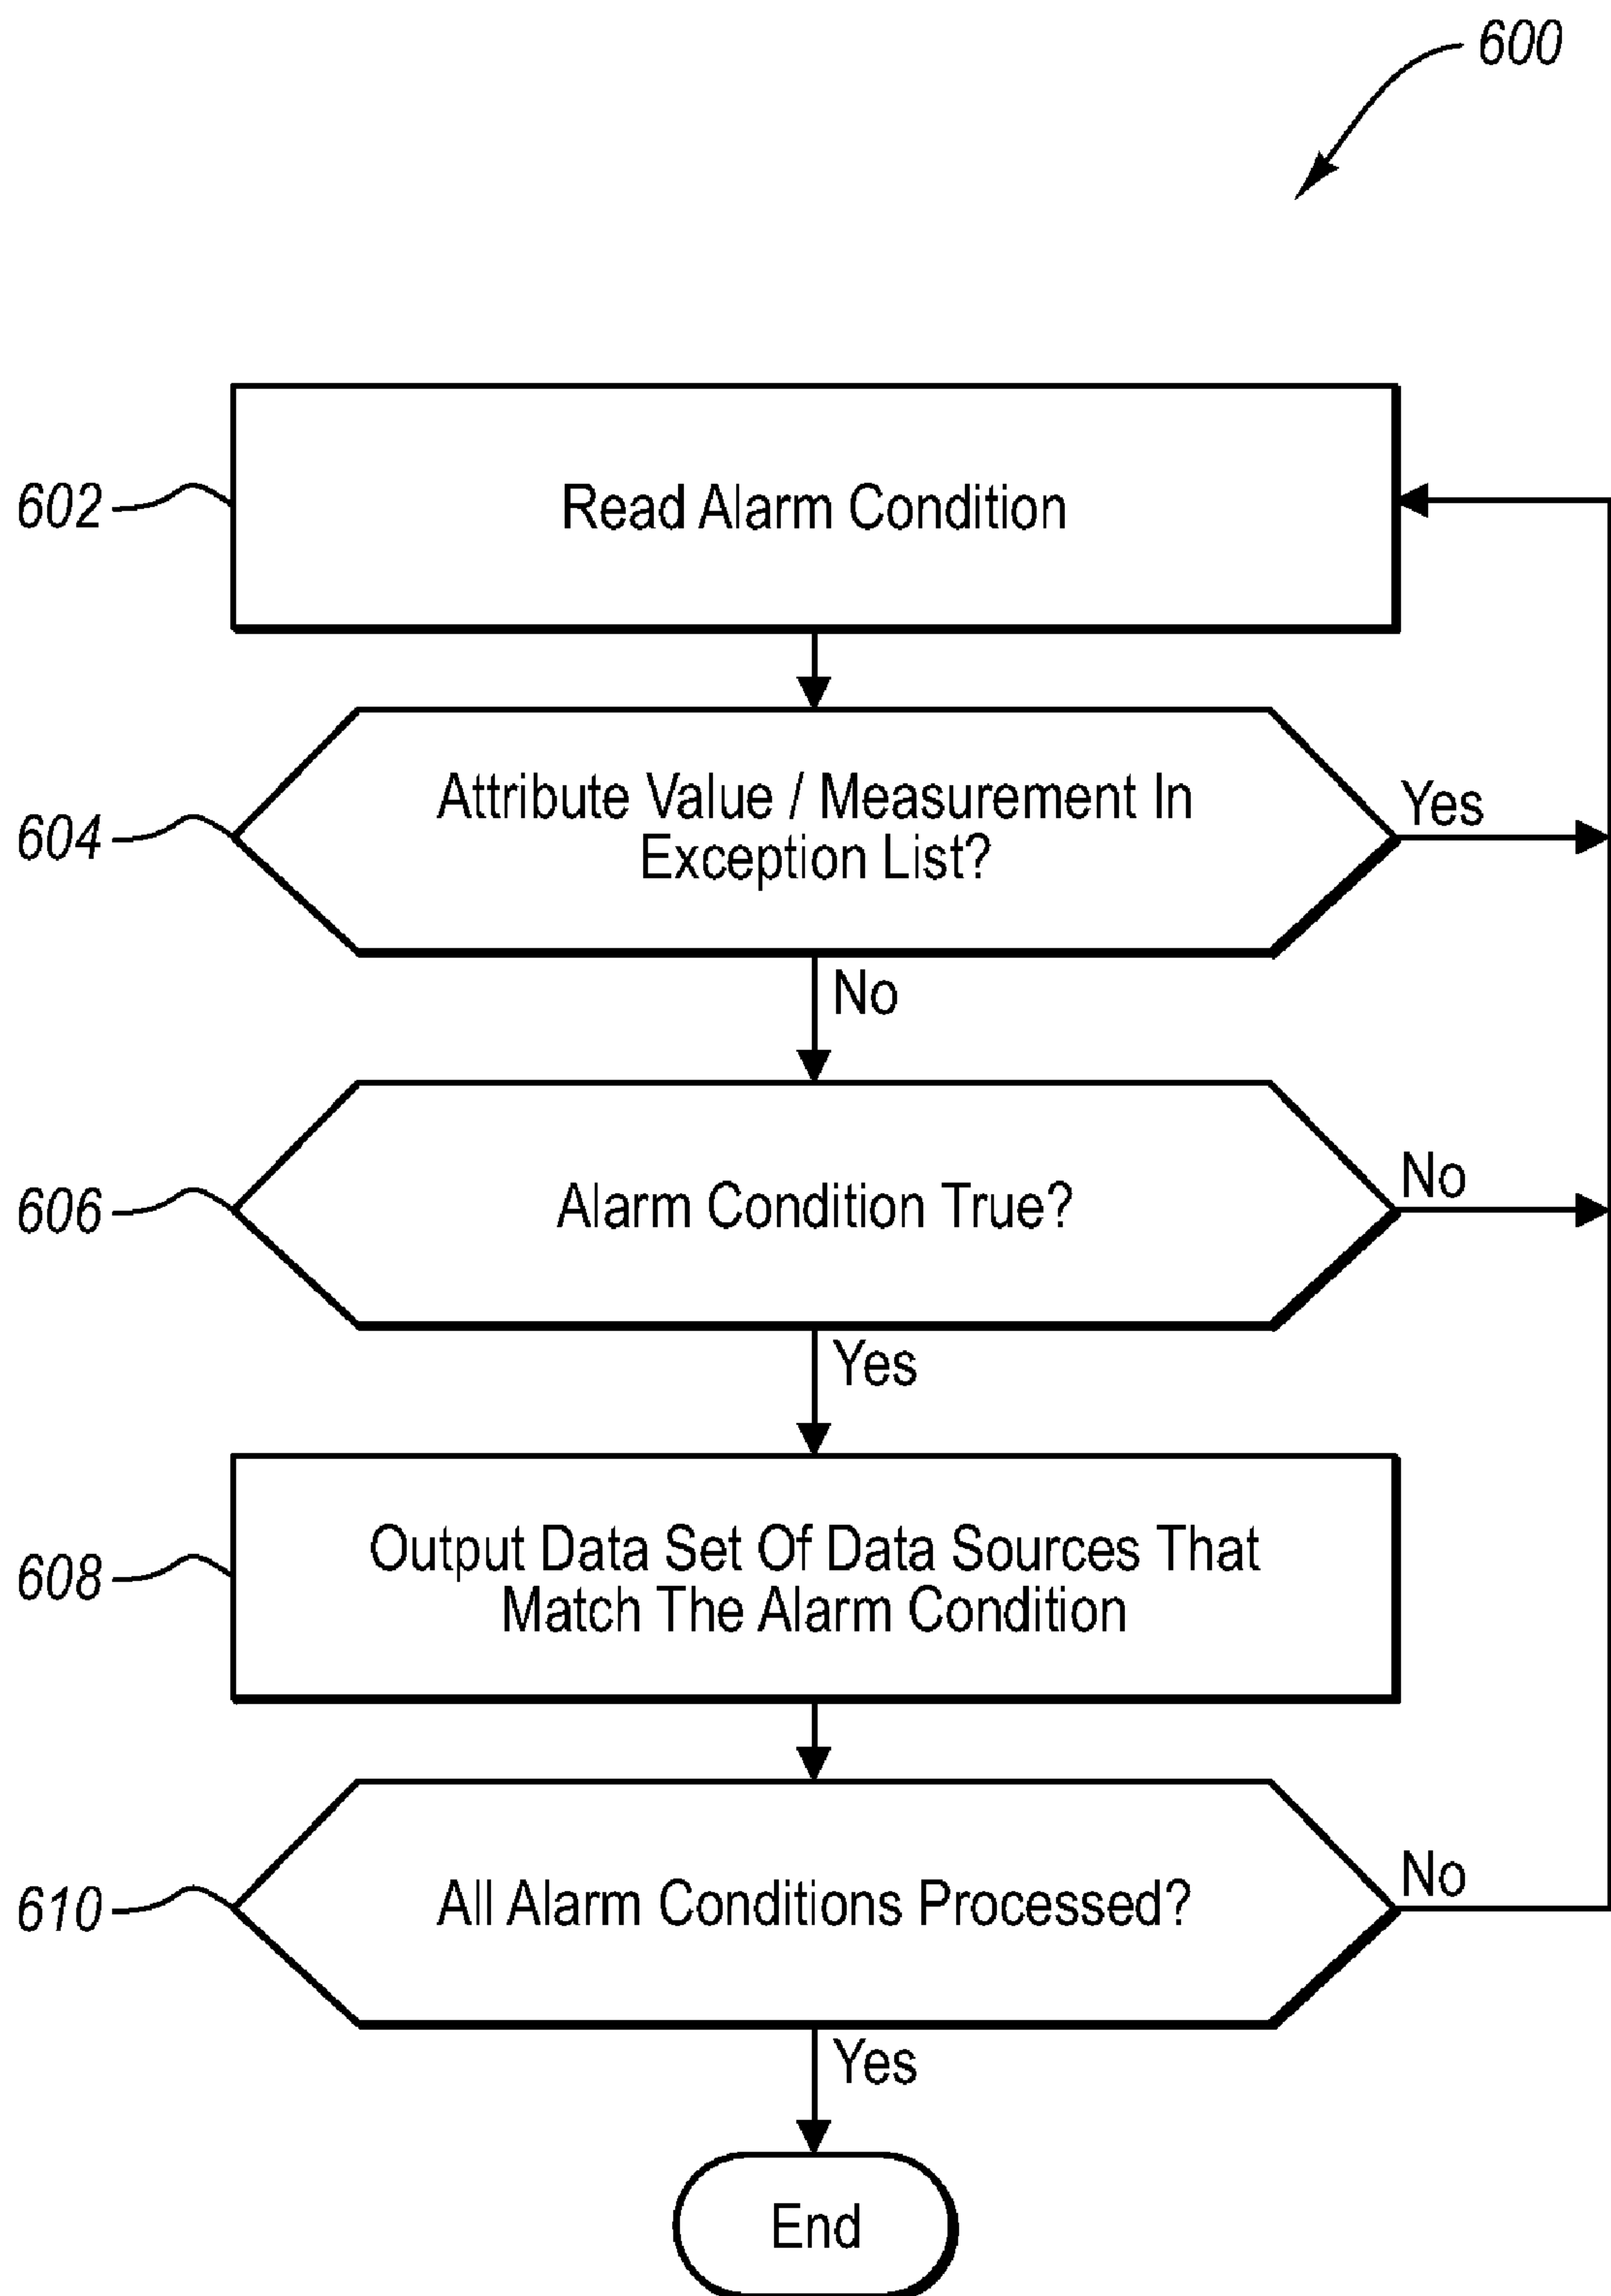 600
602
Read Alarm Condition
604
Attribute Value / Measurement In
Exception List?
Yes
No
606
Alarm Condition True?
No
Yes
608
Output Data Set Of Data Sources That
Match The Alarm Condition
610
All Alarm Conditions Processed?
No
Yes
End